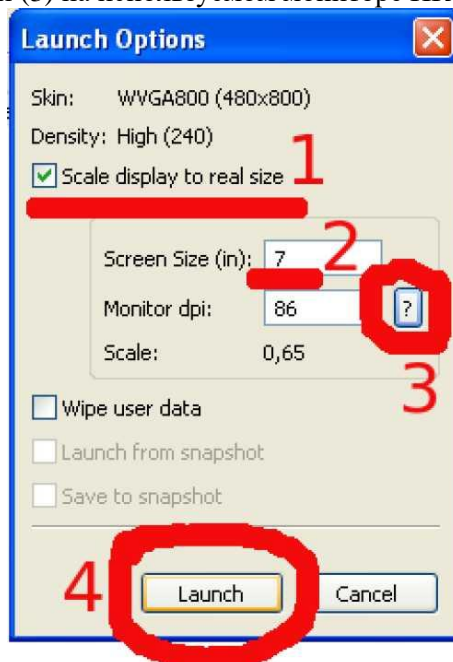 Launch Options
Skin: WVGA800 (480x800)
Density: High (240)
1
Scale display to real size
Screen Size (in): 7
2
Monitor dpi: 86 ?
Scale: 0,65
3
Wipe user data
Launch from snapshot
Save to snapshot
4
Launch Cancel